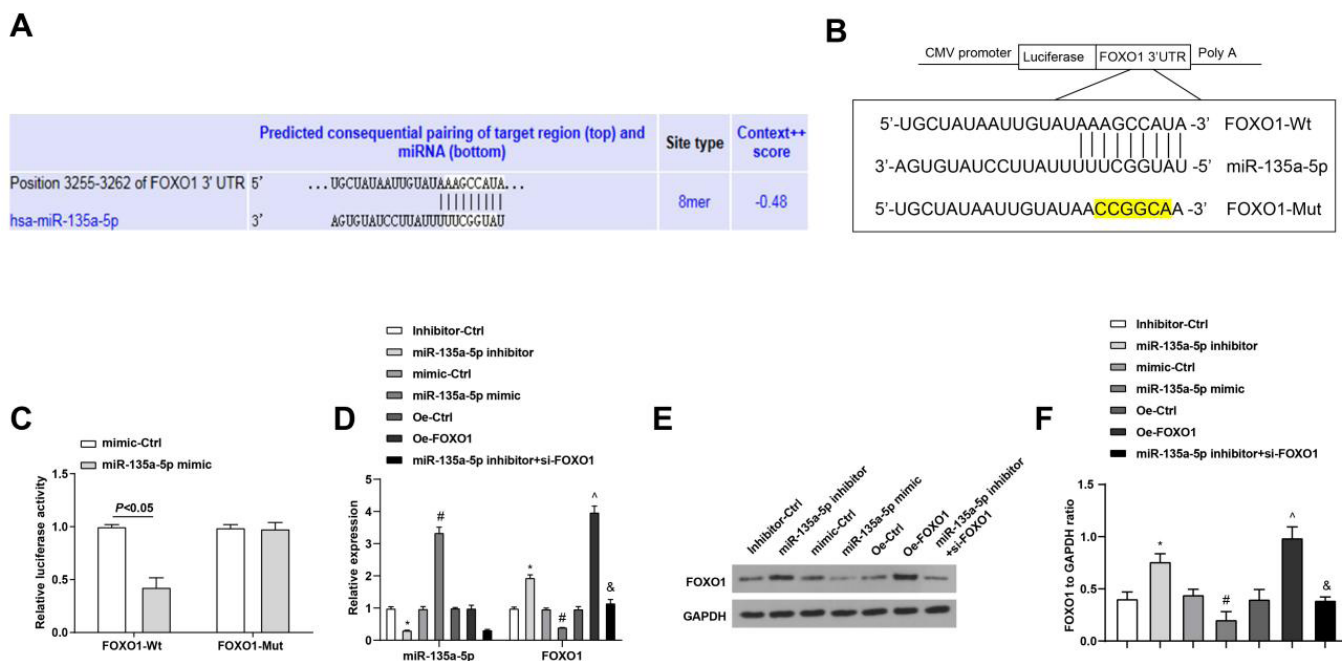 A
Predicted consequential pairing of target region (top) and
miRNA (bottom)
Site type
Context++
score
Position 3255-3262 of FOXO1 3' UTR 5' ...UGCUAUAAUUGUAUAAAGCCAUA...
hsa-miR-135a-5p 3' AGUGUAUCCUUAUUUUUCGGUAU
8mer
-0.48
B
CMV promoter
Luciferase
FOXO1 3'UTR
Poly A
5'-UGCUAUAAUUGUAUAAAGCCAUA -3' FOXO1-Wt
3'-AGUGUAUCCUUAUUUUUCGGUAU -5' miR-135a-5p
5'-UGCUAUAAUUGUAUAACCGGCAA -3' FOXO1-Mut
C
mimic-Ctrl
miR-135a-5p mimic
Relative luciferase activity
1.5
1.0
0.5
0.0
P<0.05
FOXO1-Wt
FOXO1-Mut
D
Inhibitor-Ctrl
miR-135a-5p inhibitor
mimic-Ctrl
miR-135a-5p mimic
Oe-Ctrl
Oe-FOXO1
miR-135a-5p inhibitor+si-FOXO1
Relative expression
5
4
3
2
1
0
*
#
*
#
^
&
miR-135a-5p
FOXO1
E
Inhibitor-Ctrl
miR-135a-5p inhibitor
mimic-Ctrl
miR-135a-5p mimic
Oe-Ctrl
Oe-FOXO1
miR-135a-5p inhibitor
+si-FOXO1
FOXO1
GAPDH
F
Inhibitor-Ctrl
miR-135a-5p inhibitor
mimic-Ctrl
miR-135a-5p mimic
Oe-Ctrl
Oe-FOXO1
miR-135a-5p inhibitor+si-FOXO1
FOXO1 to GAPDH ratio
1.5
1.0
0.5
0.0
*
#
^
&